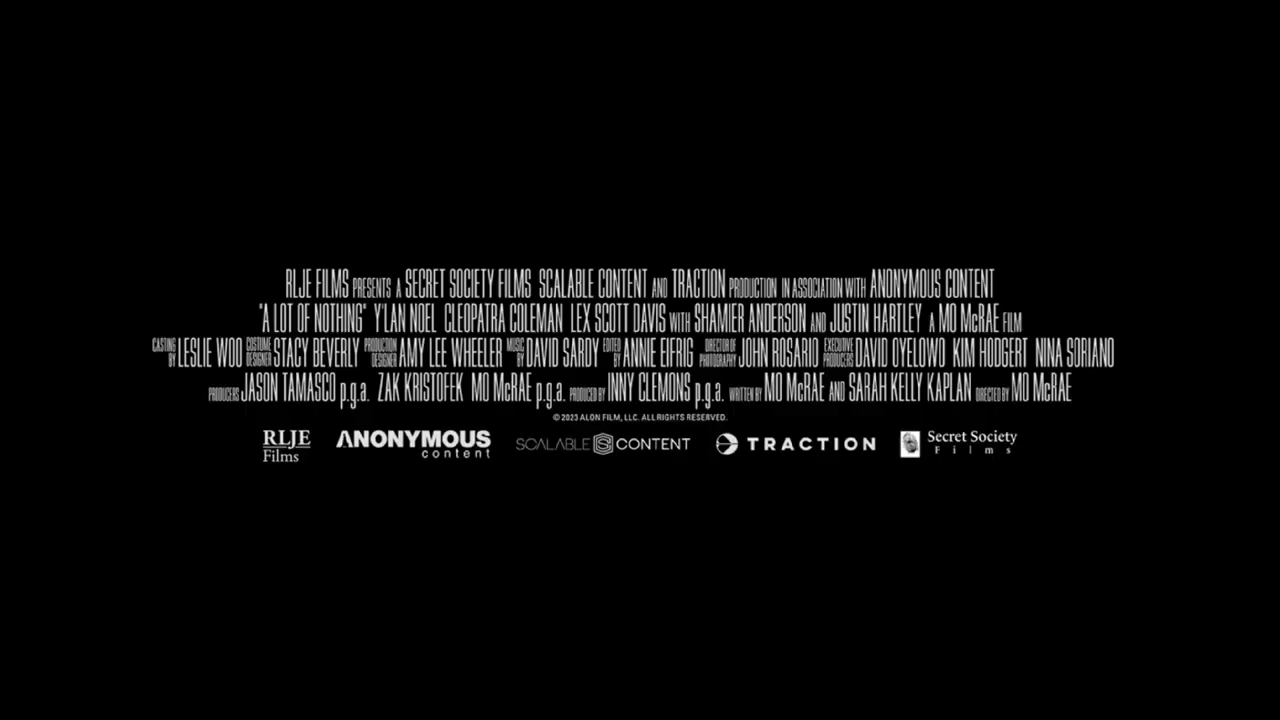 RLJE FILMS PRESENTS A SECRET SOCIETY FILMS SCALABLE CONTENT AND TRACTION PRODUCTION IN ASSOCIATION WITH ANONYMOUS CONTENT
"A LOT OF NOTHING" Y'LAN NOEL CLEOPATRA COLEMAN LEX SCOTT DAVIS WITH SHAMIER ANDERSON AND JUSTIN HARTLEY A MO McRAE FILM
CASTING BY LESLIE WOO COSTUME DESIGNER STACY BEVERLY PRODUCTION DESIGNER AMY LEE WHEELER MUSIC BY DAVID SARDY EDITED BY ANNIE EIFRIG DIRECTOR OF PHOTOGRAPHY JOHN ROSARIO EXECUTIVE PRODUCERS DAVID OYELOWO KIM HODGERT NINA SORIANO
PRODUCERS JASON TAMASCO p.g.a. ZAK KRISTOFEK MO McRAE p.g.a. PRODUCED BY INNY CLEMONS p.g.a. WRITTEN BY MO McRAE AND SARAH KELLY KAPLAN DIRECTED BY MO McRAE
© 2023 ALON FILM, LLC. ALL RIGHTS RESERVED.
RLJE Films
ANONYMOUS content
SCALABLE CONTENT
TRACTION
Secret Society Films